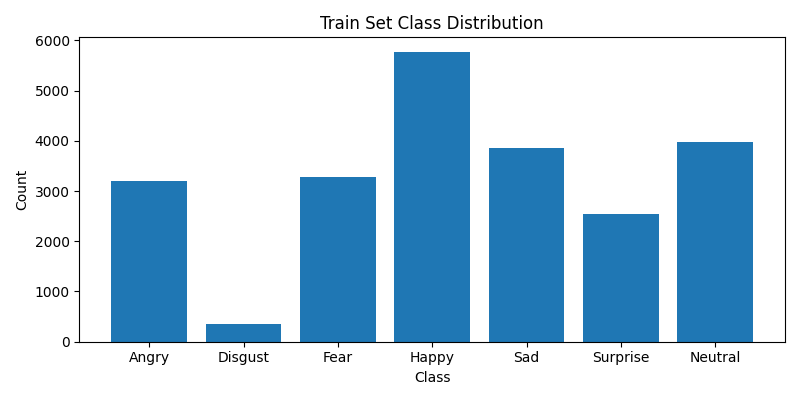 Train Set Class Distribution
Count
6000
5000
4000
3000
2000
1000
0
Angry Disgust Fear Happy Sad Surprise Neutral
Class